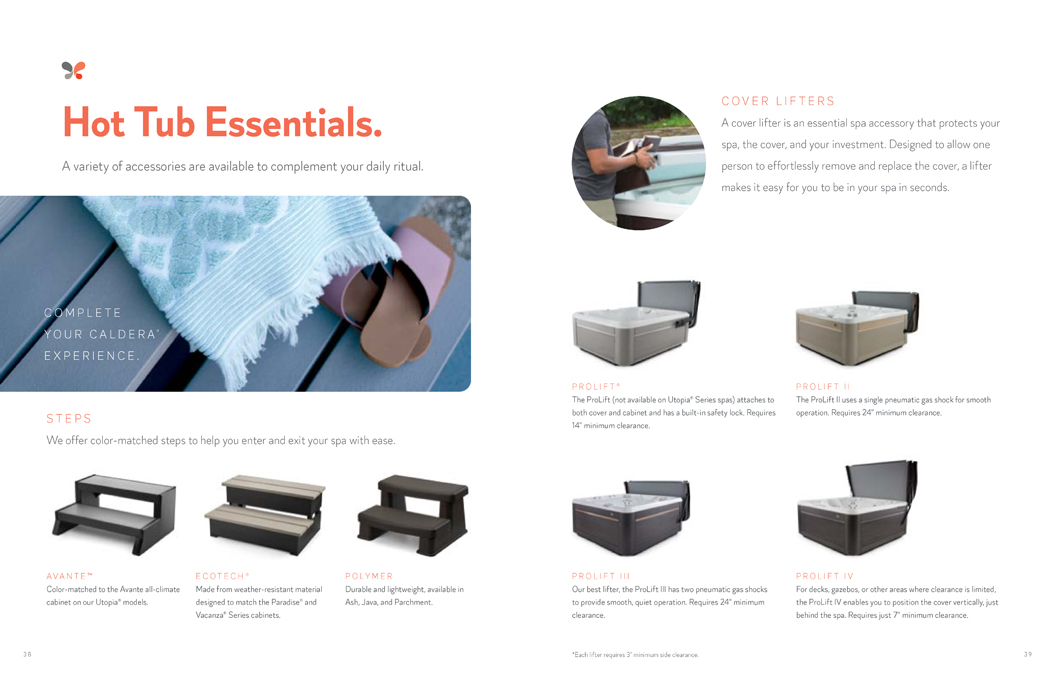 Hot Tub Essentials.
A variety of accessories are available to complement your daily ritual.
COMPLETE
YOUR CALDERA®
EXPERIENCE.
STEPS
We offer color-matched steps to help you enter and exit your spa with ease.
AVANTE™
Color-matched to the Avante all-climate
cabinet on our Utopia® models.
ECOTECH®
Made from weather-resistant material
designed to match the Paradise® and
Vacanza® Series cabinets.
POLYMER
Durable and lightweight, available in
Ash, Java, and Parchment.
38
COVER LIFTERS
A cover lifter is an essential spa accessory that protects your
spa, the cover, and your investment. Designed to allow one
person to effortlessly remove and replace the cover, a lifter
makes it easy for you to be in your spa in seconds.
PROLIFT®
The ProLift (not available on Utopia® Series spas) attaches to
both cover and cabinet and has a built-in safety lock. Requires
14" minimum clearance.
PROLIFT II
The ProLift II uses a single pneumatic gas shock for smooth
operation. Requires 24" minimum clearance.
PROLIFT III
Our best lifter, the ProLift III has two pneumatic gas shocks
to provide smooth, quiet operation. Requires 24" minimum
clearance.
PROLIFT IV
For decks, gazebos, or other areas where clearance is limited,
the ProLift IV enables you to position the cover vertically, just
behind the spa. Requires just 7" minimum clearance.
*Each lifter requires 3" minimum side clearance.
39